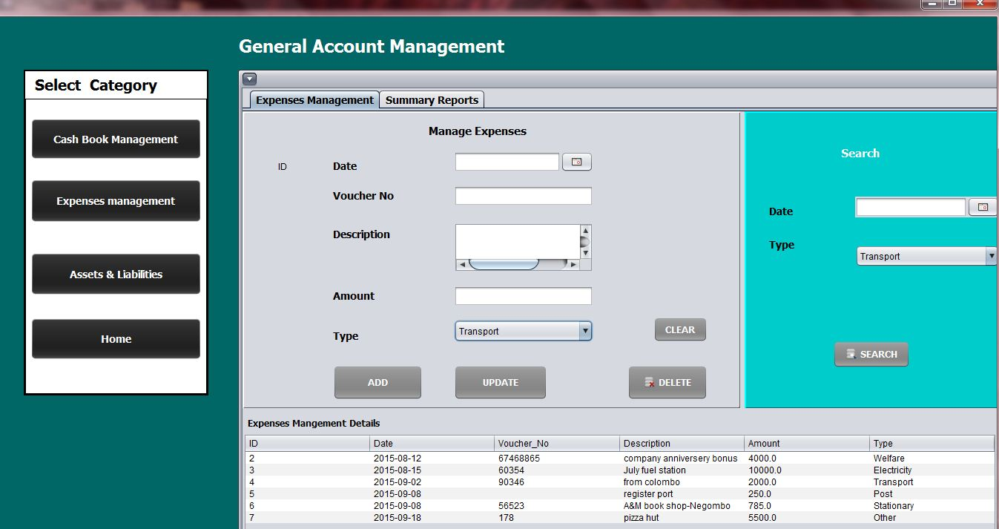 General Account Management
Select Category
Cash Book Management
Expenses management
Assets & Liabilities
Home
Expenses Management Summary Reports
Manage Expenses
ID Date
Voucher No
Description
Amount
Type Transport
CLEAR
ADD UPDATE DELETE
Search
Date
Type
Transport
SEARCH
Expenses Mangement Details
ID Date Voucher_No Description Amount Type
2 2015-08-12 67468865 company anniversery bonus 4000.0 Welfare
3 2015-08-15 60354 July fuel station 10000.0 Electricity
4 2015-09-02 90346 from colombo 2000.0 Transport
5 2015-09-08 register port 250.0 Post
6 2015-09-08 56523 A&M book shop-Negombo 785.0 Stationary
7 2015-09-18 178 pizza hut 5500.0 Other